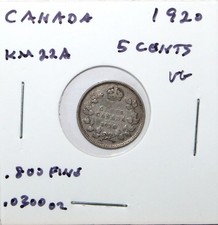 CANADA 1920
KM 22A 5 CENTS
VG
.800 FINE
.0300 oz